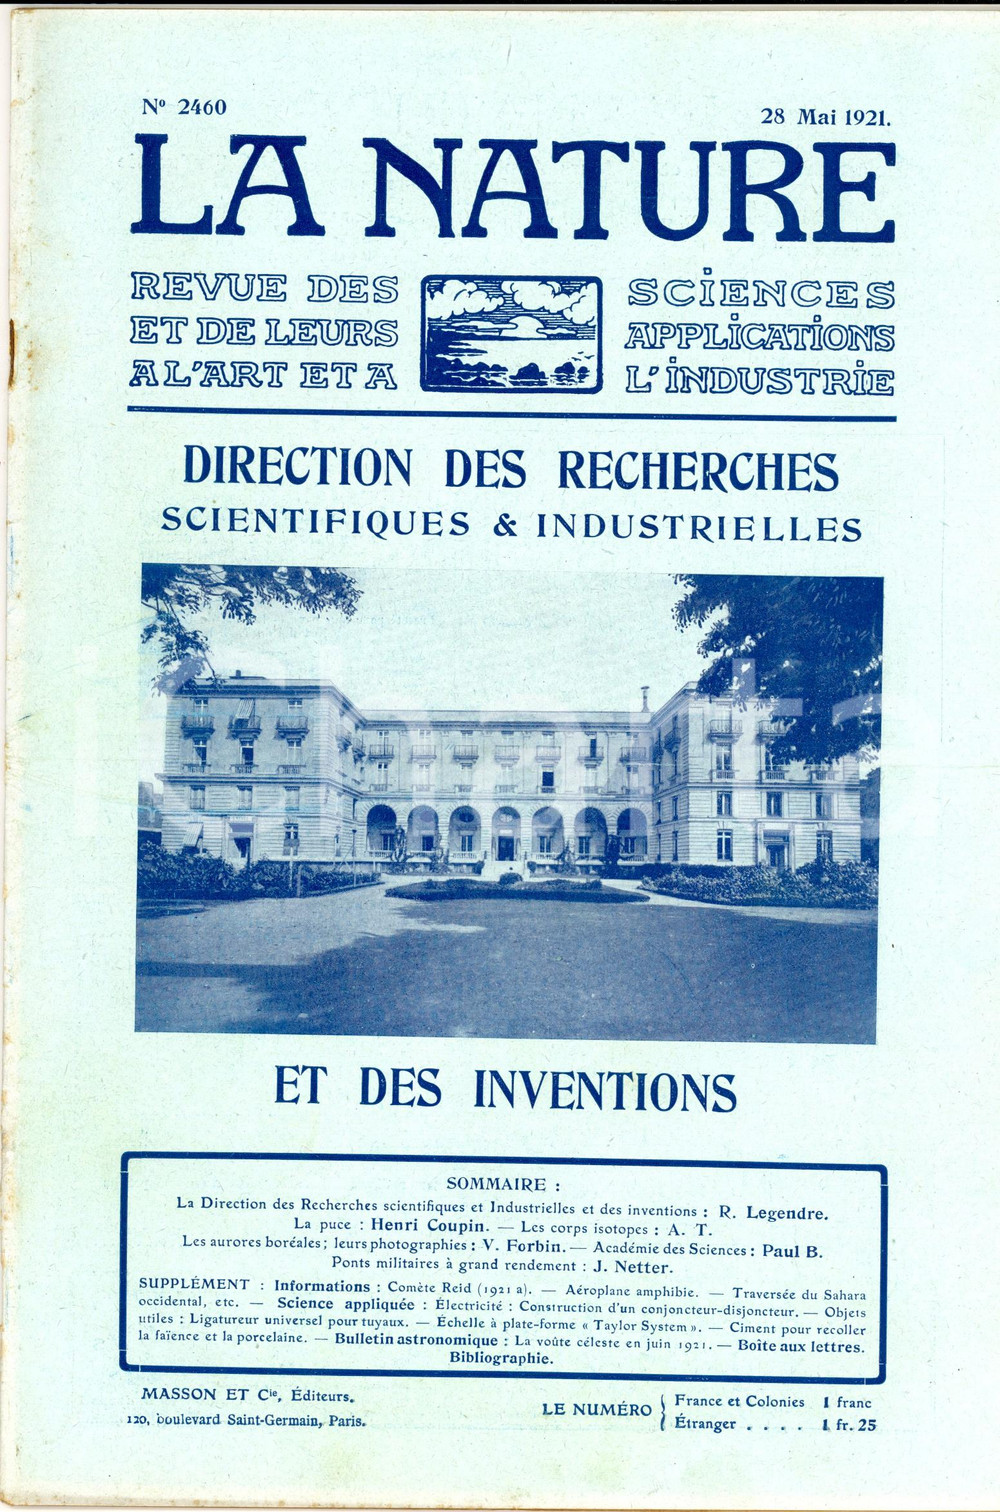 Nº 2460
28 Mai 1921.
LA NATURE
REVUE DES SCIENCES
ET DE LEURS APPLICATIONS
A L'ART ET A L'INDUSTRIE
DIRECTION DES RECHERCHES
SCIENTIFIQUES & INDUSTRIELLES
ET DES INVENTIONS
SOMMAIRE :
La Direction des Recherches scientifiques et Industrielles et des inventions : R. Legendre.
La puce : Henri Coupin. — Les corps isotopes : A. T.
Les aurores boréales; leurs photographies : V. Forbin. — Académie des Sciences : Paul B.
Ponts militaires à grand rendement : J. Netter.
SUPPLÉMENT : Informations : Comète Reid (1921 a). — Aéroplane amphibie. — Traversée du Sahara
occidental, etc. — Science appliquée : Électricité : Construction d'un conjoncteur-disjoncteur. — Objets
utiles : Ligatureur universel pour tuyaux. — Échelle à plate-forme « Taylor System ». — Ciment pour recoller
la faïence et la porcelaine. — Bulletin astronomique : La voûte céleste en juin 1921. — Boîte aux lettres.
Bibliographie.
MASSON ET Cie, Éditeurs.
120, boulevard Saint-Germain, Paris.
LE NUMÉRO { France et Colonies 1 franc
Étranger . . . . 1 fr. 25